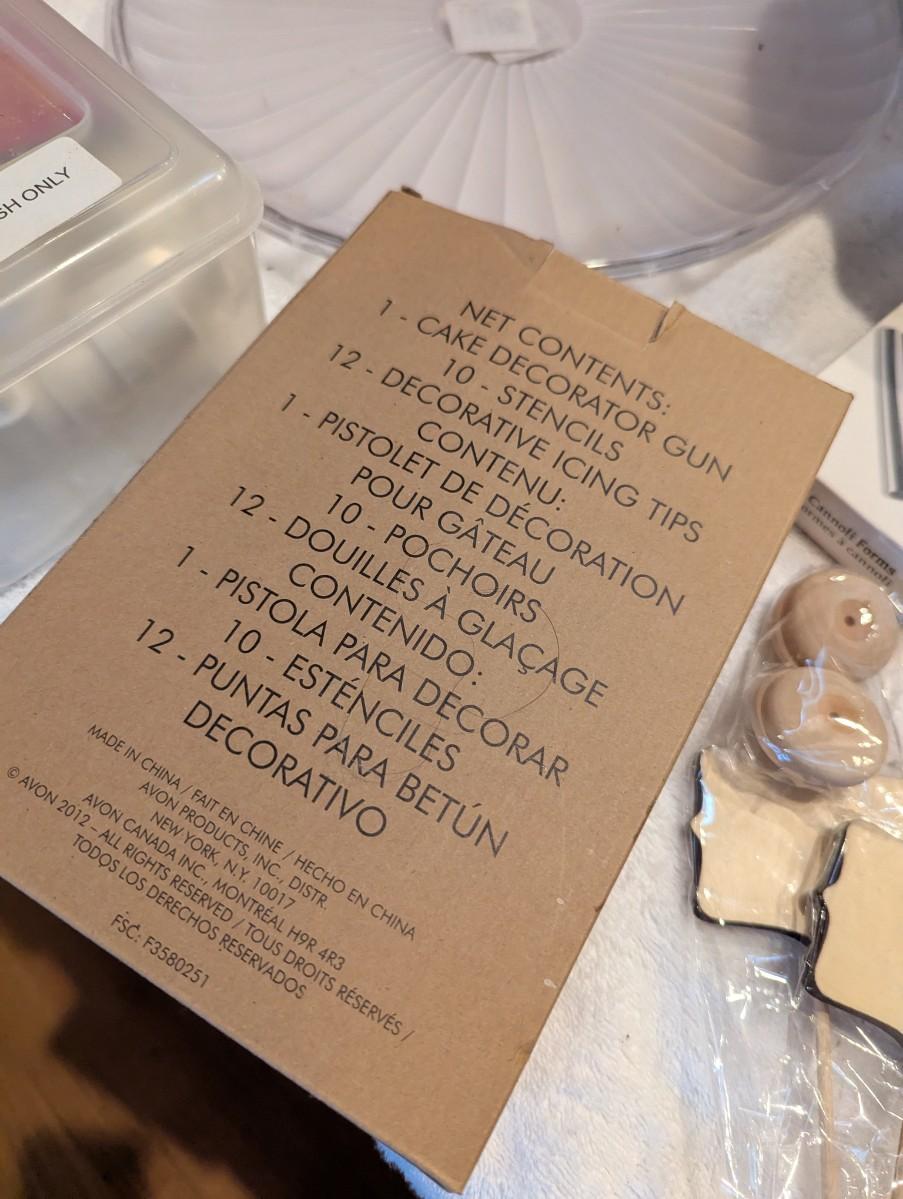 SH ONLY
NET CONTENTS:
1 - CAKE DECORATOR GUN
10 - STENCILS
12 - DECORATIVE ICING TIPS
CONTENU:
1 - PISTOLET DE DÉCORATION
POUR GÂTEAU
10 - POCHOIRS
12 - DOUILLES À GLAÇAGE
CONTENIDO:
1 - PISTOLA PARA DECORAR
10 - ESTÉNCILES
12 - PUNTAS PARA BETÚN
DECORATIVO
MADE IN CHINA / FAIT EN CHINE / HECHO EN CHINA
AVON PRODUCTS, INC., DISTR.
NEW YORK, N.Y. 10017
AVON CANADA INC., MONTRÉAL H9R 4R3
© AVON 2012 – ALL RIGHTS RESERVED / TOUS DROITS RÉSERVÉS /
TODOS LOS DERECHOS RESERVADOS
FSC: F3580251
Cannoli Forms
ormes à cannoli